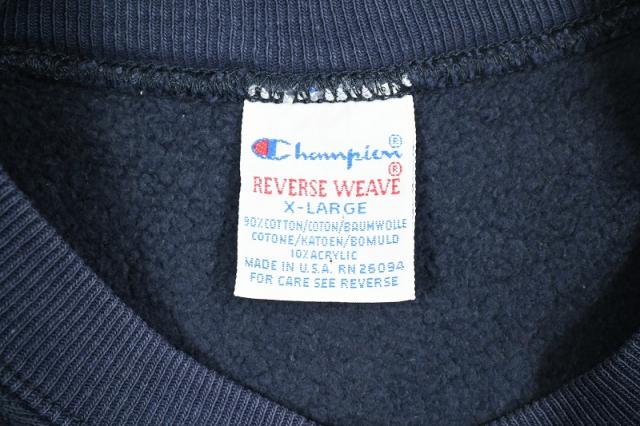 Champion®
REVERSE WEAVE®
X-LARGE
90% COTTON/COTON/BAUMWOLLE
COTONE/KATOEN/BOMULD
10% ACRYLIC
MADE IN U.S.A. RN 26094
FOR CARE SEE REVERSE